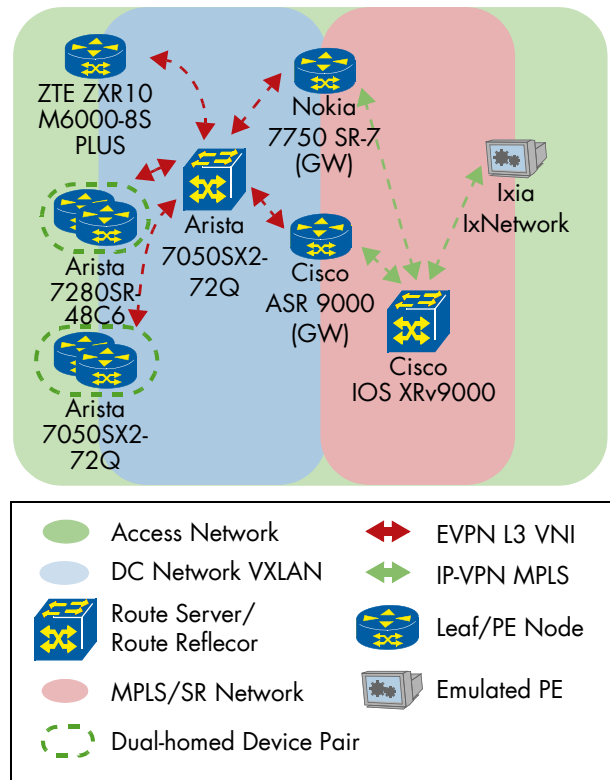 ZTE ZXR10
M6000-8S
PLUS
Nokia
7750 SR-7
(GW)
Arista
7050SX2-
72Q
Ixia
IxNetwork
Arista
7280SR-
48C6
Cisco
ASR 9000
(GW)
Cisco
IOS XRv9000
Arista
7050SX2-
72Q
Access Network
EVPN L3 VNI
DC Network VXLAN
IP-VPN MPLS
Route Server/
Route Reflecor
Leaf/PE Node
MPLS/SR Network
Emulated PE
Dual-homed Device Pair